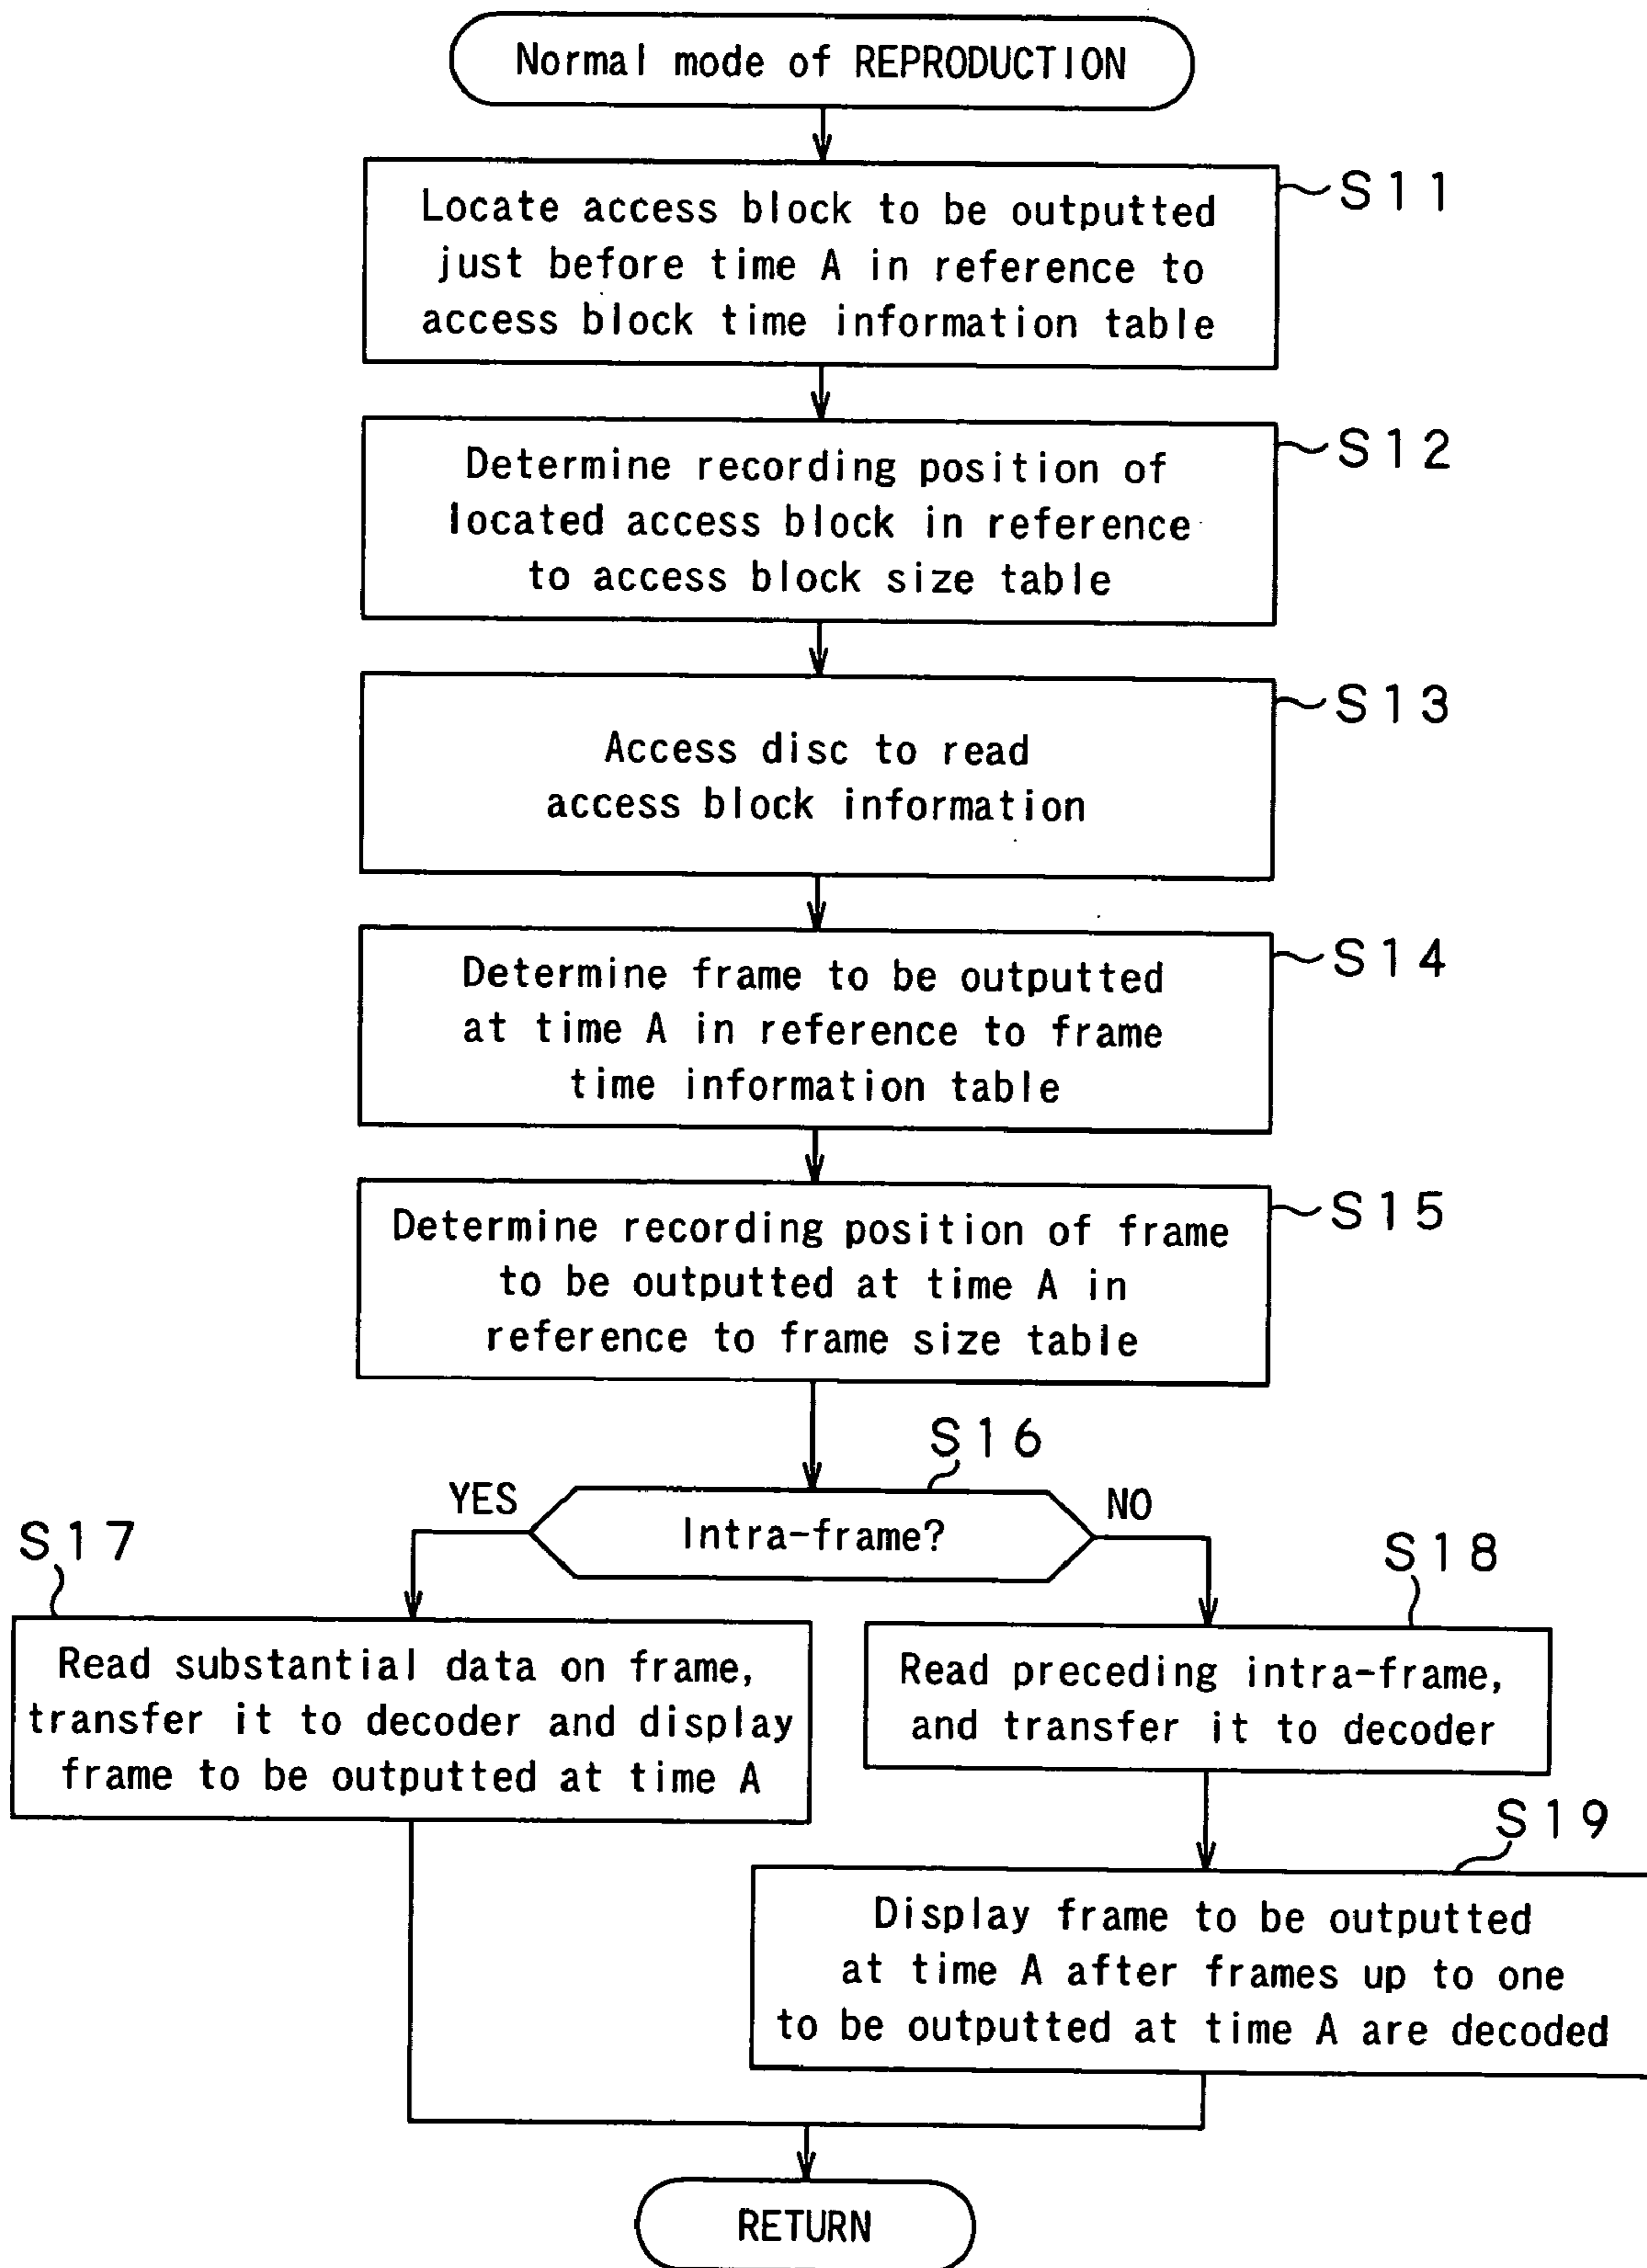 Normal mode of REPRODUCTION
S11
Locate access block to be outputted
just before time A in reference to
access block time information table
S12
Determine recording position of
located access block in reference
to access block size table
S13
Access disc to read
access block information
S14
Determine frame to be outputted
at time A in reference to frame
time information table
S15
Determine recording position of frame
to be outputted at time A in
reference to frame size table
S16
YES
NO
Intra-frame?
S17
Read substantial data on frame,
transfer it to decoder and display
frame to be outputted at time A
S18
Read preceding intra-frame,
and transfer it to decoder
S19
Display frame to be outputted
at time A after frames up to one
to be outputted at time A are decoded
RETURN